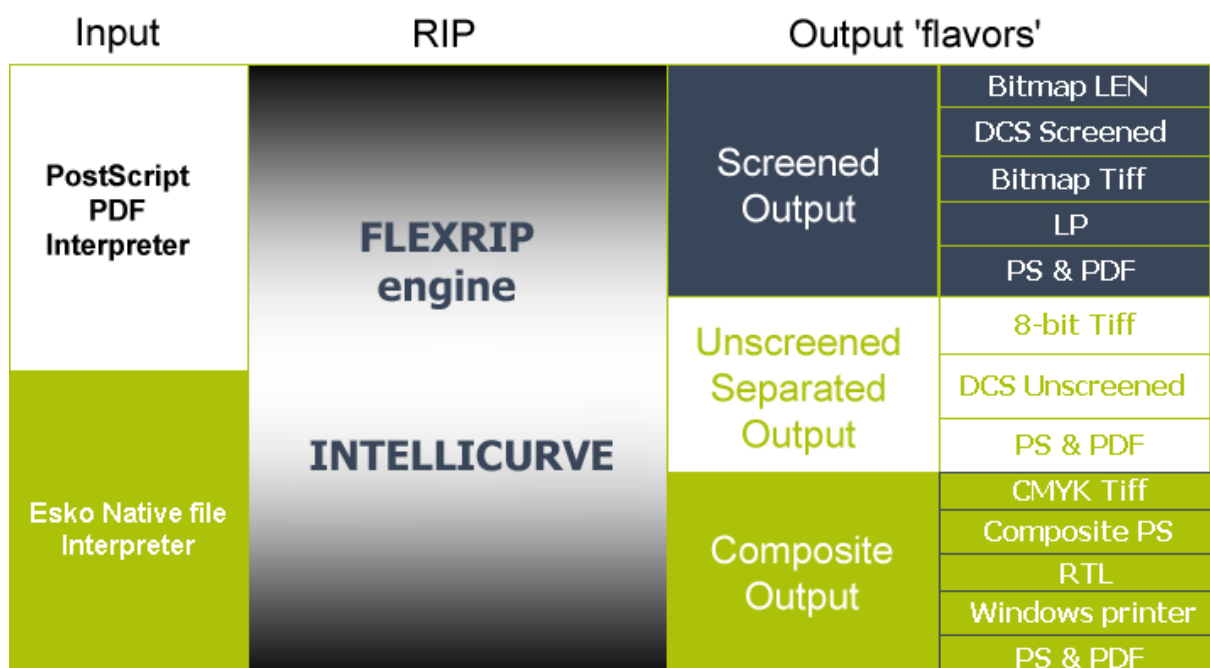 Input
RIP
Output 'flavors'
PostScript
PDF
Interpreter
Esko Native file
Interpreter
FLEXRIP
engine
INTELLICURVE
Screened
Output
Bitmap LEN
DCS Screened
Bitmap Tiff
LP
PS & PDF
Unscreened
Separated
Output
8-bit Tiff
DCS Unscreened
PS & PDF
Composite
Output
CMYK Tiff
Composite PS
RTL
Windows printer
PS & PDF